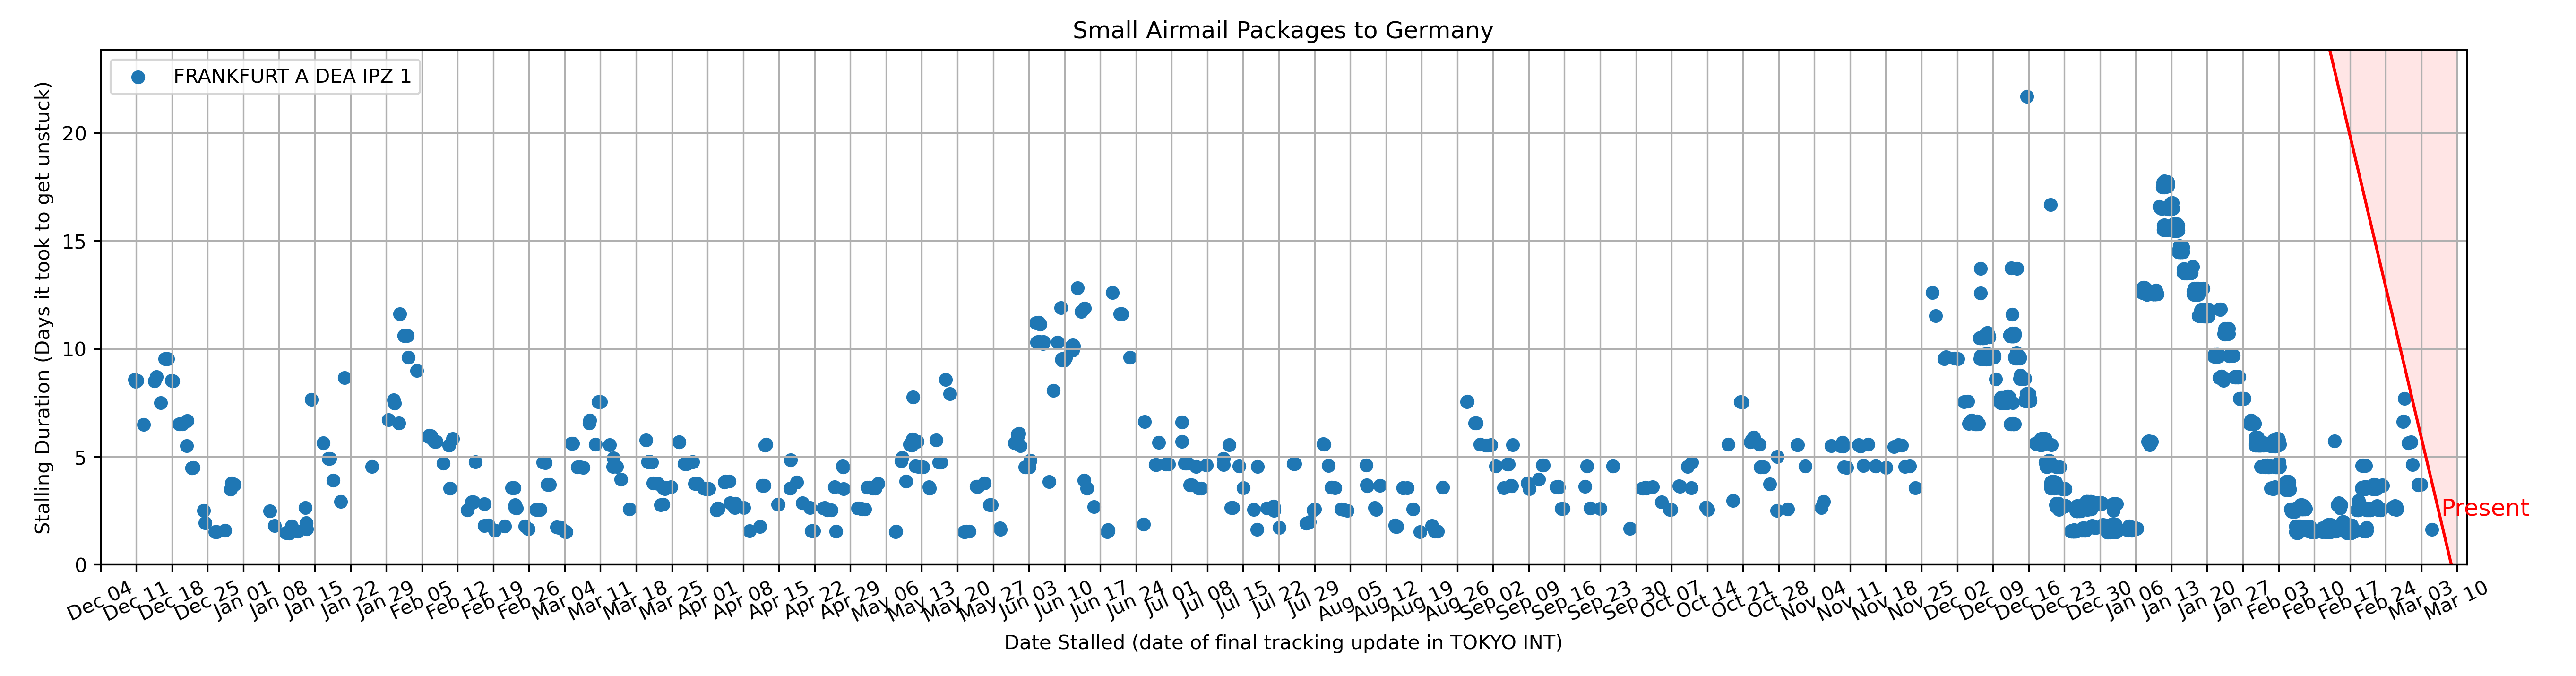 Small Airmail Packages to Germany
FRANKFURT A DEA IPZ 1
Stalling Duration (Days it took to get unstuck)
20
15
10
5
0
Present
Dec 04 Dec 11 Dec 18 Dec 25 Jan 01 Jan 08 Jan 15 Jan 22 Jan 29 Feb 05 Feb 12 Feb 19 Feb 26 Mar 04 Mar 11 Mar 18 Mar 25 Apr 01 Apr 08 Apr 15 Apr 22 Apr 29 May 06 May 13 May 20 May 27 Jun 03 Jun 10 Jun 17 Jun 24 Jul 01 Jul 08 Jul 15 Jul 22 Jul 29 Aug 05 Aug 12 Aug 19 Aug 26 Sep 02 Sep 09 Sep 16 Sep 23 Sep 30 Oct 07 Oct 14 Oct 21 Oct 28 Nov 04 Nov 11 Nov 18 Nov 25 Dec 02 Dec 09 Dec 16 Dec 23 Dec 30 Jan 06 Jan 13 Jan 20 Jan 27 Feb 03 Feb 10 Feb 17 Feb 24 Mar 03 Mar 10
Date Stalled (date of final tracking update in TOKYO INT)